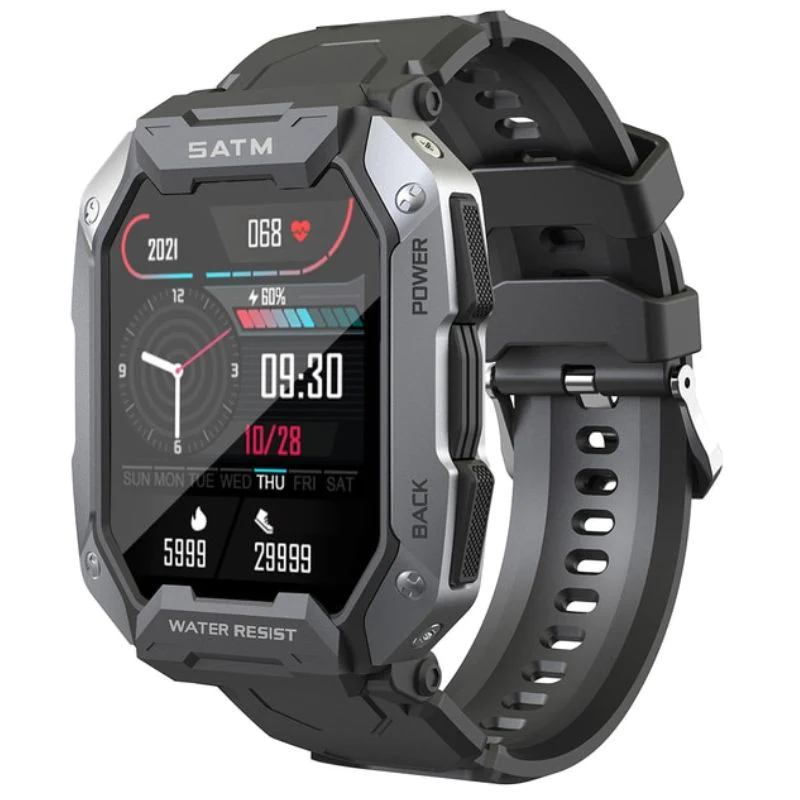 5ATM
2021
068
60%
12
9
3
6
09:30
10/28
SUN MON TUE WED THU FRI SAT
5999
29999
WATER RESIST
POWER
BACK